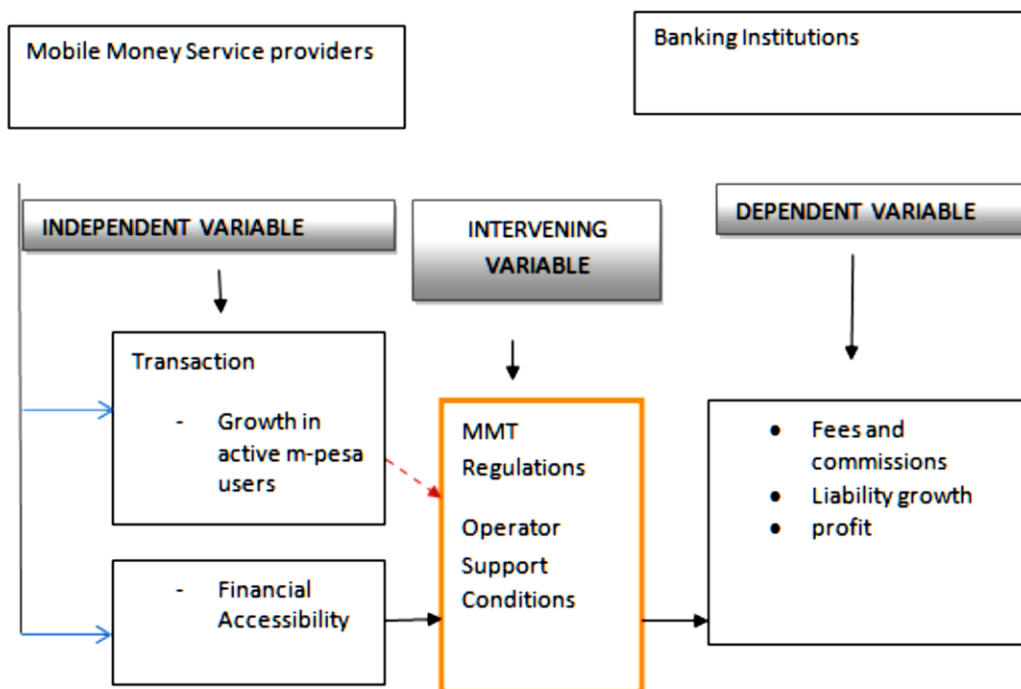 Mobile Money Service providers
Banking Institutions
INDEPENDENT VARIABLE
INTERVENING
VARIABLE
DEPENDENT VARIABLE
Transaction
- Growth in
active m-pesa
users
- Financial
Accessibility
MMT
Regulations
Operator
Support
Conditions
● Fees and
commissions
● Liability growth
● profit